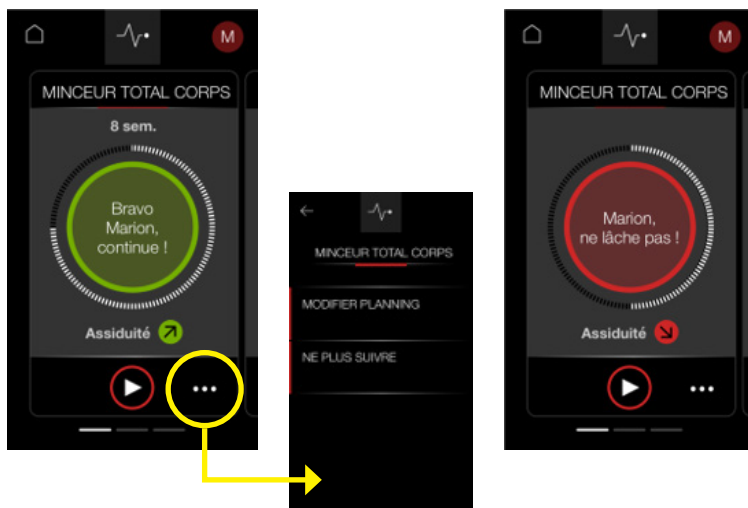 M
MINCEUR TOTAL CORPS
8 sem.
Bravo
Marion,
continue !
Assiduité
MINCEUR TOTAL CORPS
MODIFIER PLANNING
NE PLUS SUIVRE
M
MINCEUR TOTAL CORPS
Marion,
ne lâche pas !
Assiduité